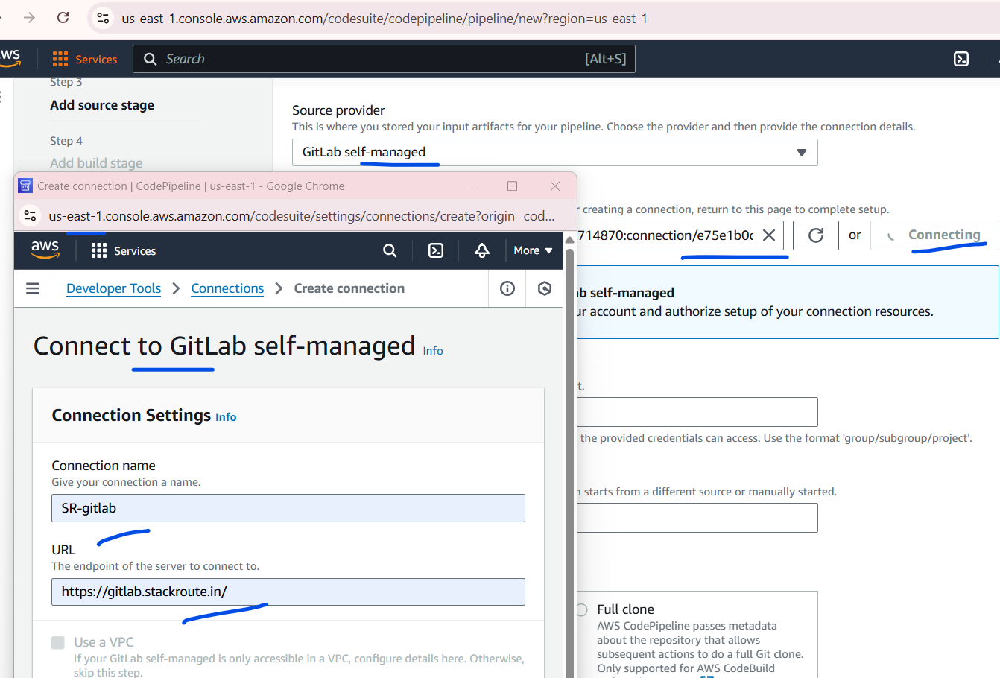 us-east-1.console.aws.amazon.com/codesuite/codepipeline/pipeline/new?region=us-east-1
Services
Search
[Alt+S]
Step 3
Add source stage
Step 4
Add build stage
Source provider
This is where you stored your input artifacts for your pipeline. Choose the provider and then provide the connection details.
GitLab self-managed
r creating a connection, return to this page to complete setup.
714870:connection/e75e1b0c
or
Connecting
b self-managed
ur account and authorize setup of your connection resources.
t.
the provided credentials can access. Use the format 'group/subgroup/project'.
n starts from a different source or manually started.
Full clone
AWS CodePipeline passes metadata
about the repository that allows
subsequent actions to do a full Git clone.
Only supported for AWS CodeBuild
Create connection | CodePipeline | us-east-1 - Google Chrome
us-east-1.console.aws.amazon.com/codesuite/settings/connections/create?origin=cod...
aws
Services
More
Developer Tools
Connections
Create connection
Connect to GitLab self-managed Info
Connection Settings Info
Connection name
Give your connection a name.
SR-gitlab
URL
The endpoint of the server to connect to.
https://gitlab.stackroute.in/
Use a VPC
If your GitLab self-managed is only accessible in a VPC, configure details here. Otherwise,
skip this step.